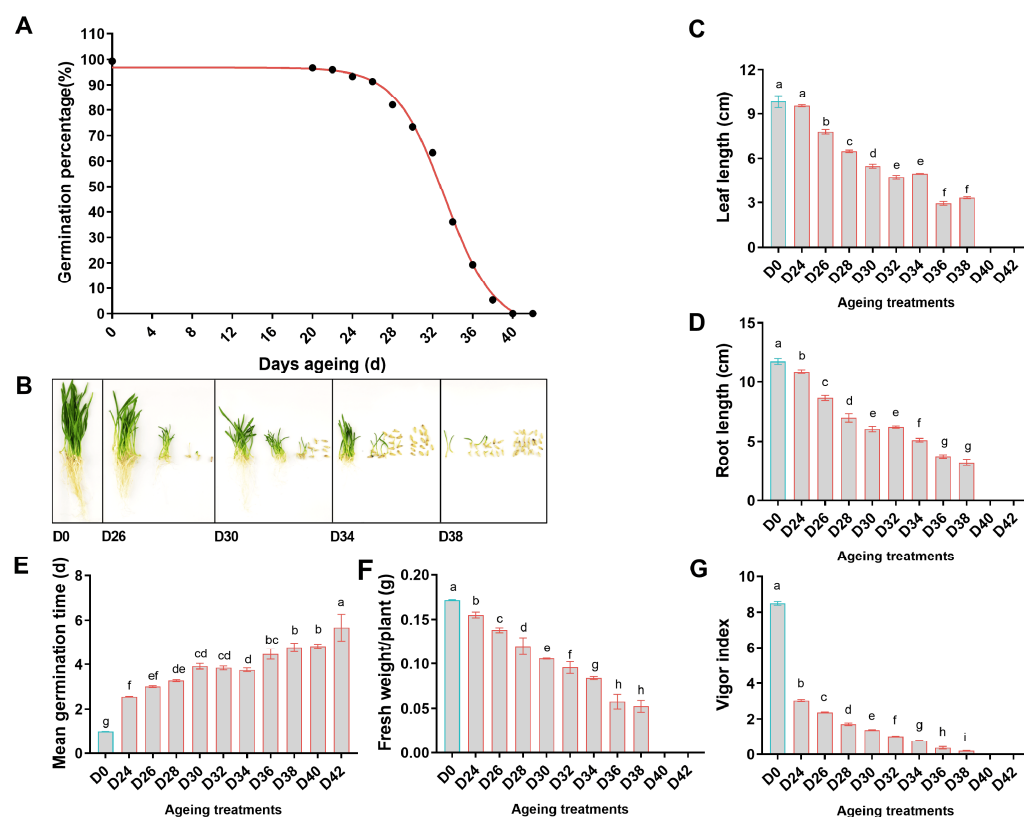 A
Germination percentage(%)
110
100
90
80
70
60
50
40
30
20
10
0
0 4 8 12 16 20 24 28 32 36 40
Days ageing (d)
B
D0 D26 D30 D34 D38
C
Leaf length (cm)
12
9
6
3
0
a a b c d e e f f
D0 D24 D26 D28 D30 D32 D34 D36 D38 D40 D42
Ageing treatments
D
Root length (cm)
15
10
5
0
a b c d e e f g g
D0 D24 D26 D28 D30 D32 D34 D36 D38 D40 D42
Ageing treatments
E
Mean germination time (d)
8
6
4
2
0
g f ef de cd cd d bc b b a
D0 D24 D26 D28 D30 D32 D34 D36 D38 D40 D42
Ageing treatments
F
Fresh weight/plant (g)
0.20
0.15
0.10
0.05
0.00
a b c d e f g h h
D0 D24 D26 D28 D30 D32 D34 D36 D38 D40 D42
Ageing treatments
G
Vigor index
10
8
6
4
2
0
a b c d e f g h i
D0 D24 D26 D28 D30 D32 D34 D36 D38 D40 D42
Ageing treatments